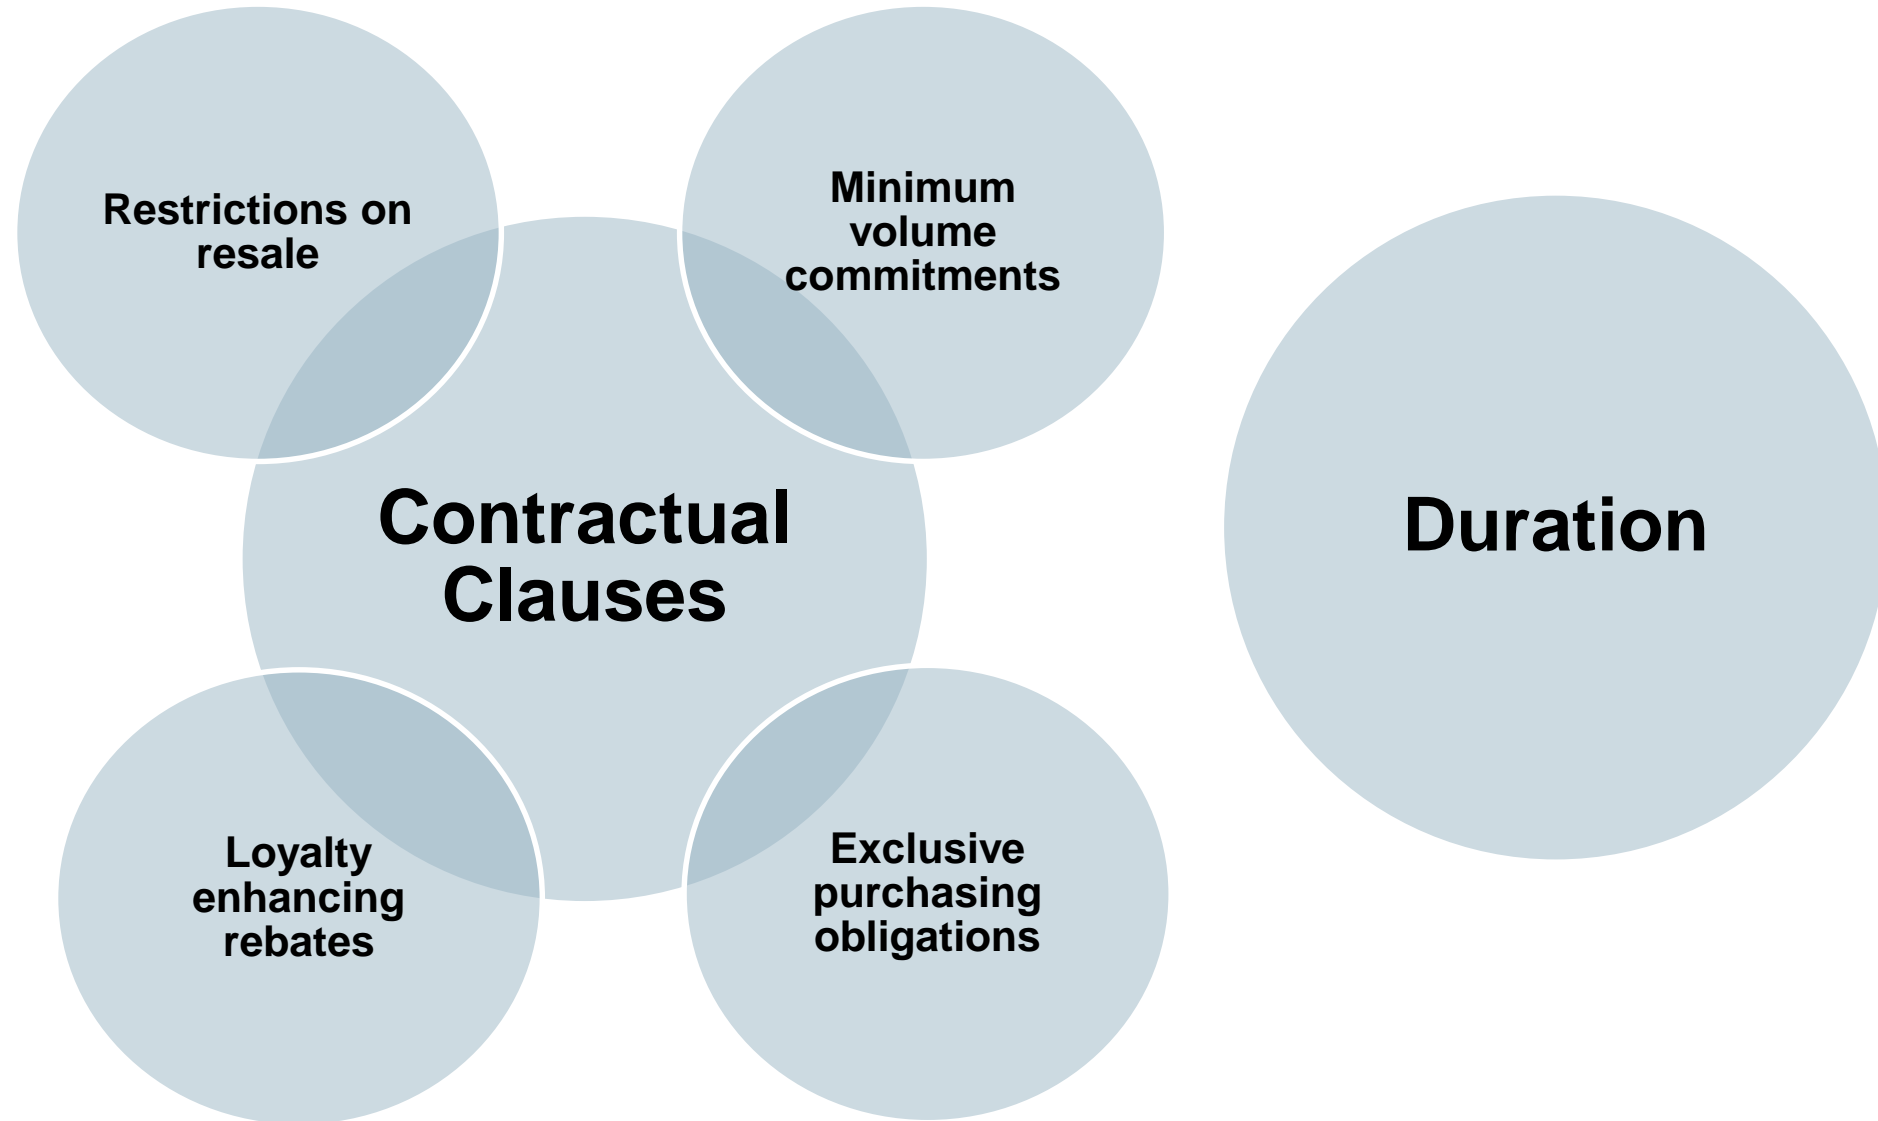 Restrictions on
resale
Minimum
volume
commitments
Contractual
Clauses
Duration
Loyalty
enhancing
rebates
Exclusive
purchasing
obligations